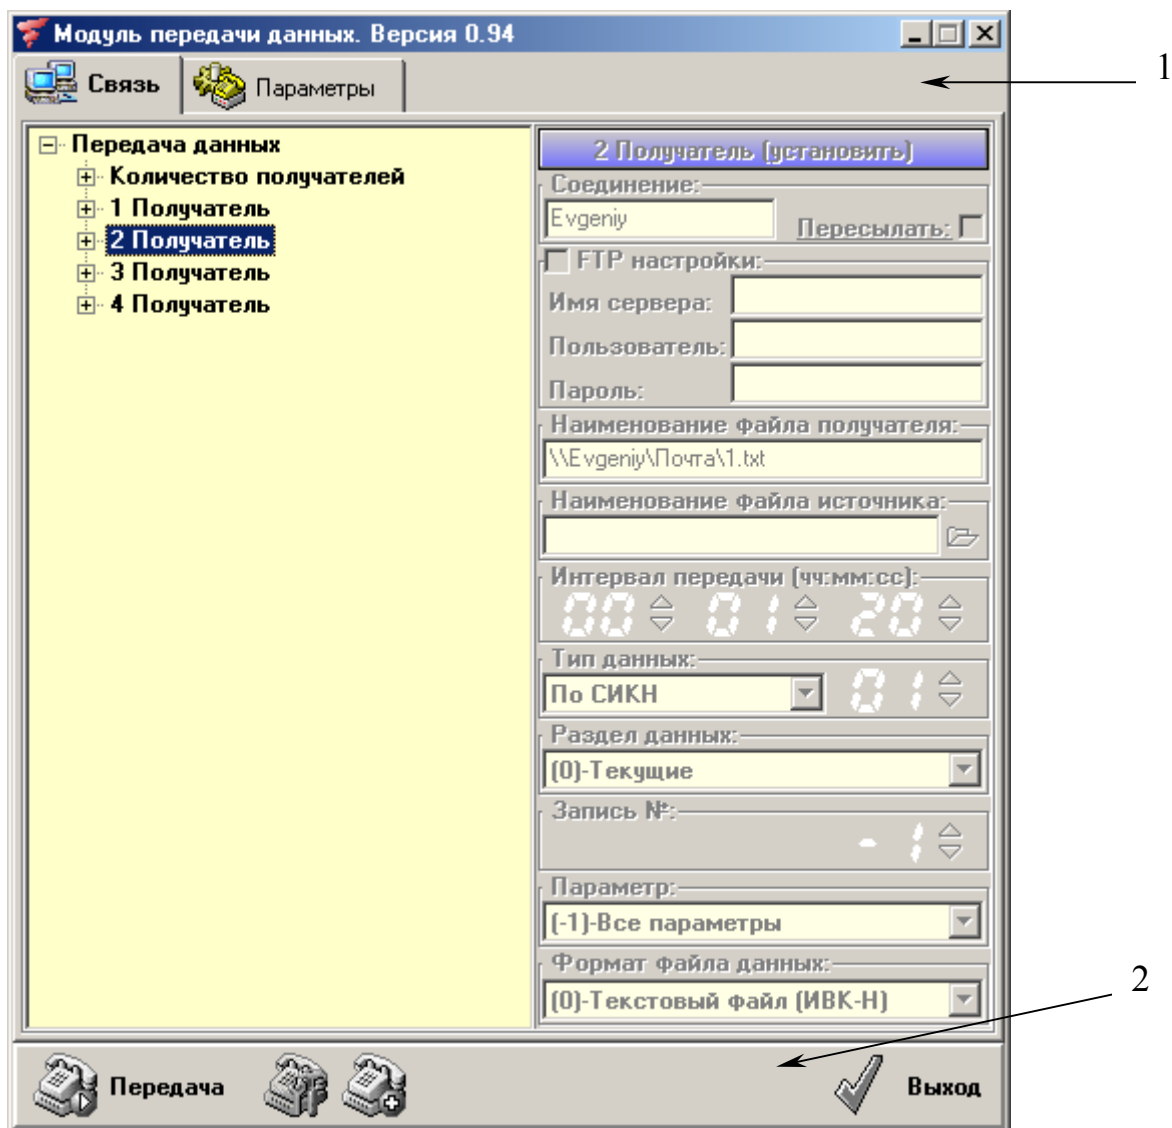 Модуль передачи данных. Версия 0.94
Связь
Параметры
1
Передача данных
Количество получателей
1 Получатель
2 Получатель
3 Получатель
4 Получатель
2 Получатель (установить)
Соединение:
Evgeniy
Пересылать:
FTP настройки:
Имя сервера:
Пользователь:
Пароль:
Наименование файла получателя:
\\Evgeniy\Почта\1.txt
Наименование файла источника:
Интервал передачи (чч:мм:сс):
00 01 20
Тип данных:
По СИКН
01
Раздел данных:
(0)-Текущие
Запись №:
-1
Параметр:
(-1)-Все параметры
Формат файла данных:
(0)-Текстовый файл (ИВК-Н)
2
Передача
Выход